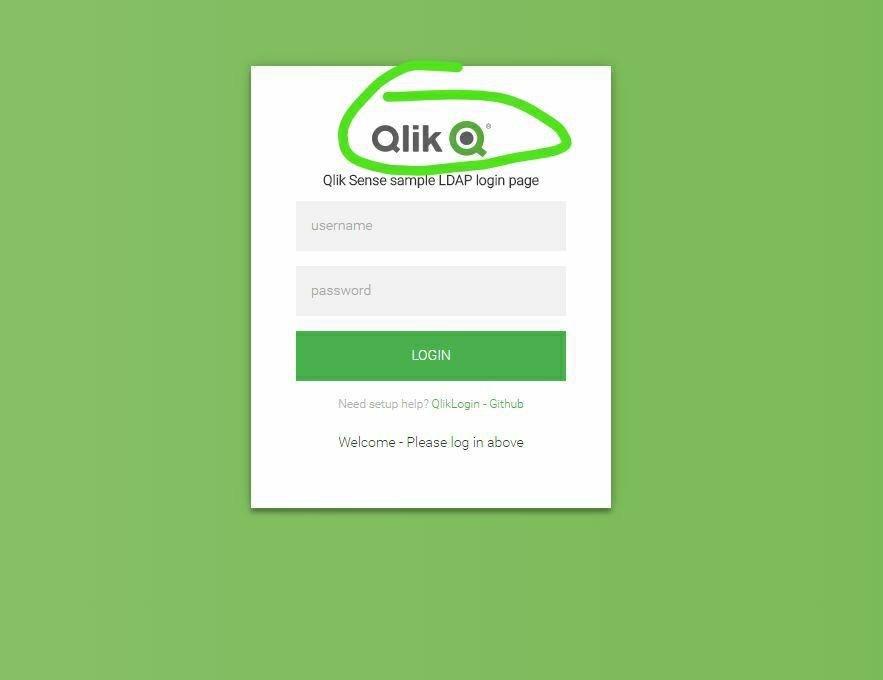 Qlik ®
Qlik Sense sample LDAP login page
username
password
LOGIN
Need setup help? QlikLogin - Github
Welcome - Please log in above